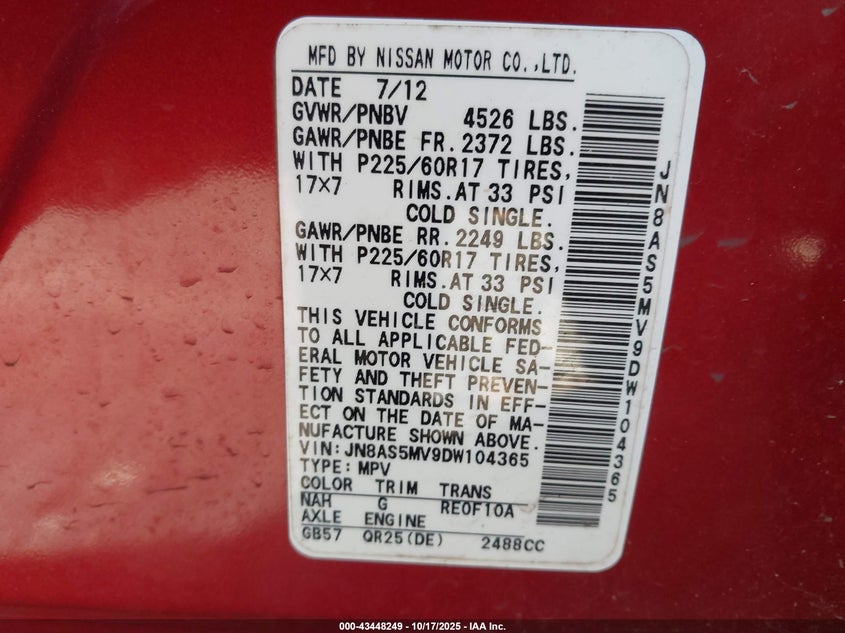 MFD BY NISSAN MOTOR CO.,LTD.
DATE 7/12
GVWR/PNBV 4526 LBS.
GAWR/PNBE FR. 2372 LBS.
WITH P225/60R17 TIRES,
17×7 RIMS.AT 33 PSI
COLD SINGLE.
GAWR/PNBE RR. 2249 LBS.
WITH P225/60R17 TIRES,
17×7 RIMS.AT 33 PSI
COLD SINGLE.
THIS VEHICLE CONFORMS
TO ALL APPLICABLE FED-
ERAL MOTOR VEHICLE SA-
FETY AND THEFT PREVEN-
TION STANDARDS IN EFF-
ECT ON THE DATE OF MA-
NUFACTURE SHOWN ABOVE.
VIN:JN8AS5MV9DW104365
TYPE:MPV
COLOR TRIM TRANS
NAH G RE0F10A
AXLE ENGINE
GB57 QR25(DE) 2488CC
JN8AS5MV9DW104365
000-43448249 - 10/17/2025 - IAA Inc.